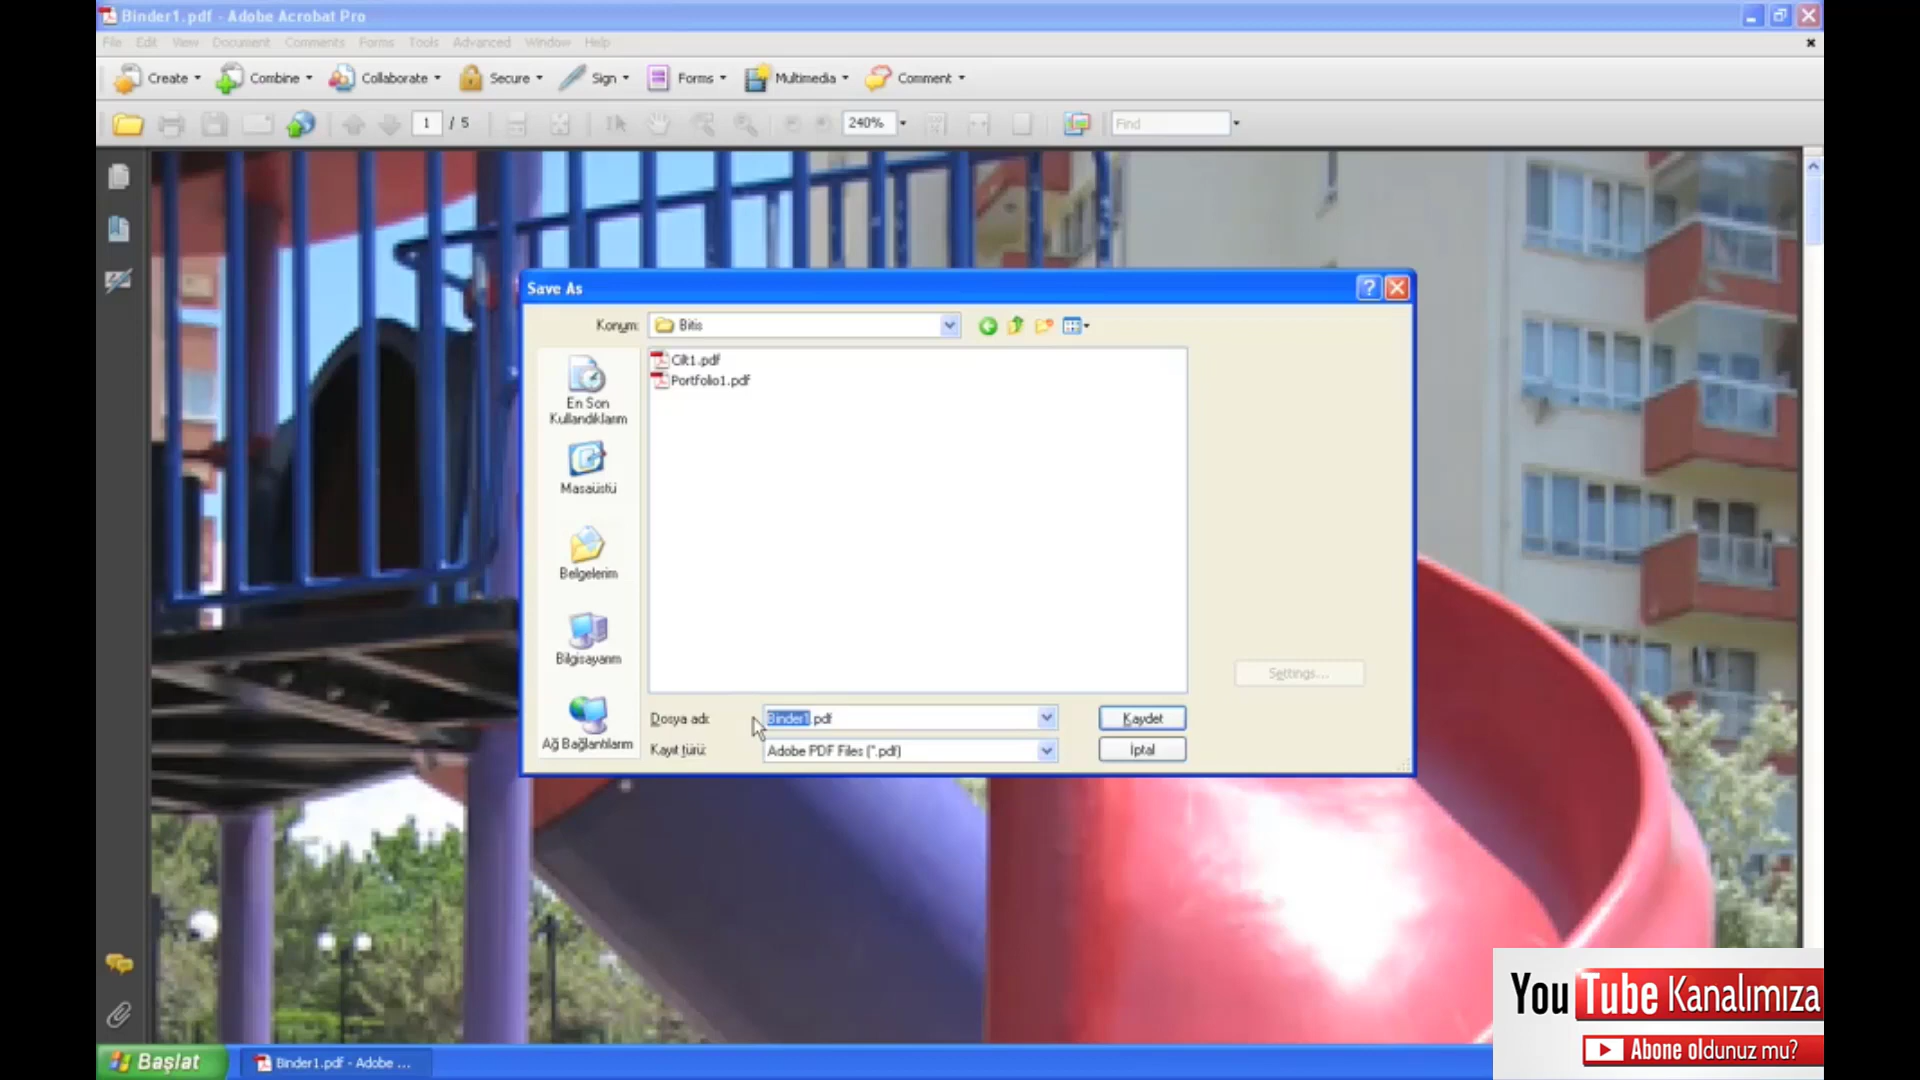 Binder1.pdf - Adobe Acrobat Pro
File Edit View Document Comments Forms Tools Advanced Window Help
Create Combine Collaborate Secure Sign Forms Multimedia Comment
1 / 5 240% Find
Save As
Konum: Bitis
Cilt1.pdf
Portfolio1.pdf
En Son
Kullandıklarım
Masaüstü
Belgelerim
Bilgisayarım
Ağ Bağlantılarım
Settings...
Dosya adı: Binder1.pdf Kaydet
Kayıt türü: Adobe PDF Files (*.pdf) İptal
YouTube Kanalımıza
Abone oldunuz mu?
Başlat Binder1.pdf - Adobe ...